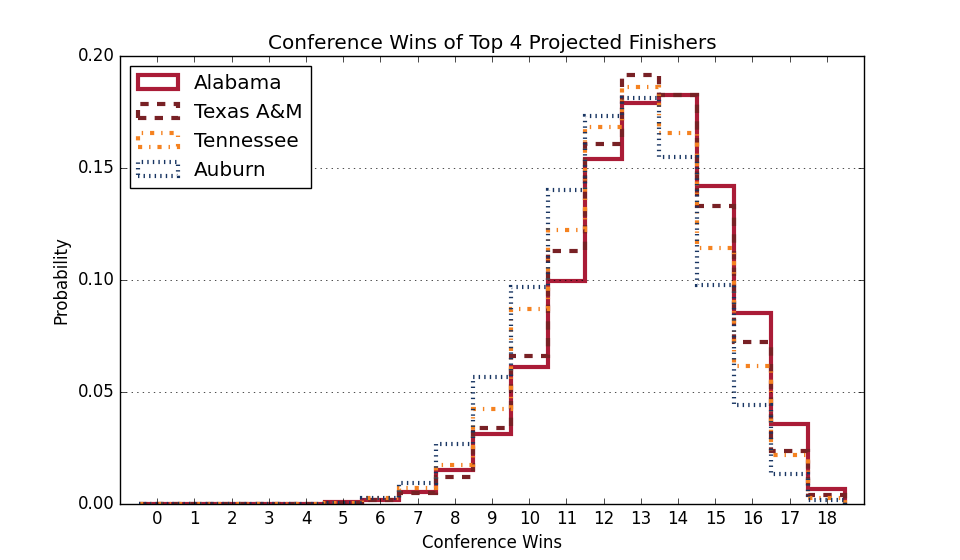 Conference Wins of Top 4 Projected Finishers
0.20
0.15
0.10
0.05
0.00
Probability
Alabama
Texas A&M
Tennessee
Auburn
0 1 2 3 4 5 6 7 8 9 10 11 12 13 14 15 16 17 18
Conference Wins